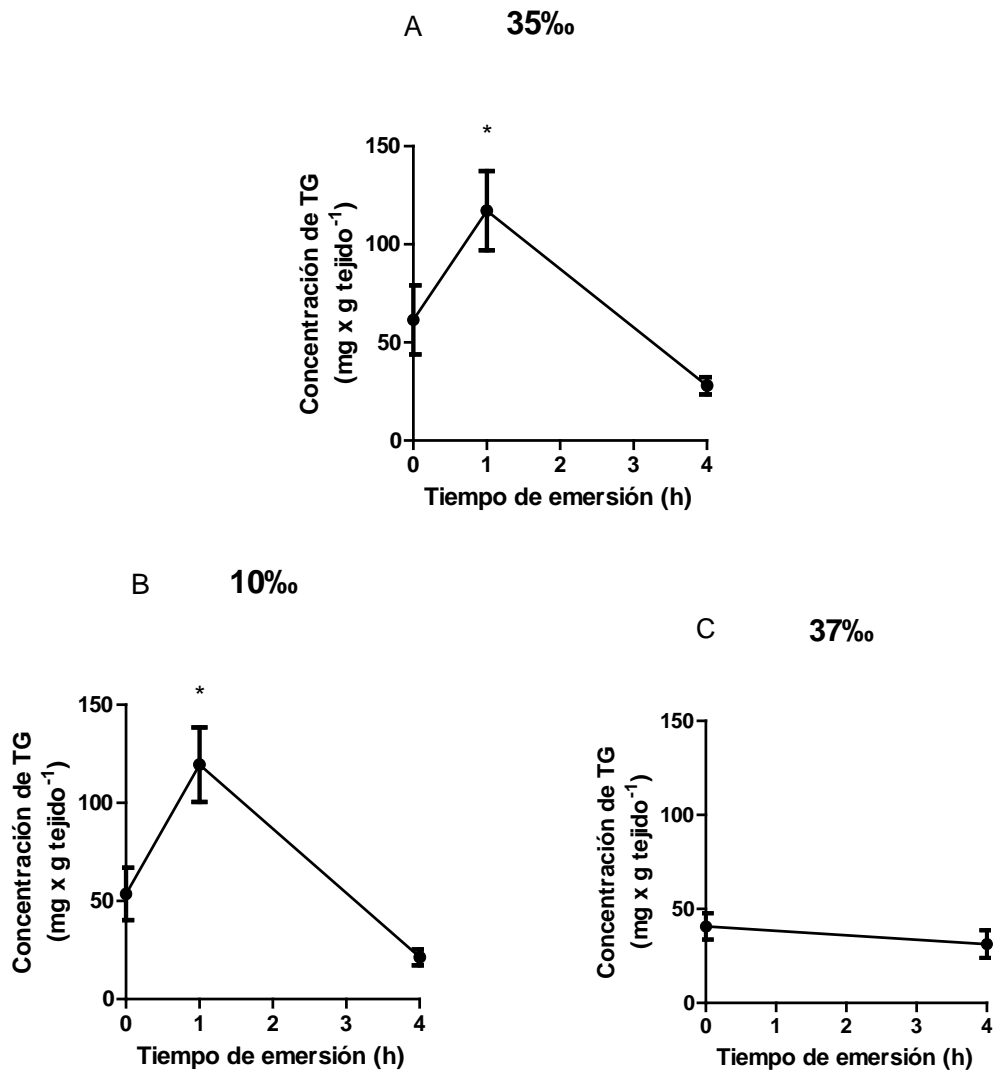 A 35‰
*
150
100
50
0
Concentración de TG
(mg x g tejido-1)
0 1 2 3 4
Tiempo de emersión (h)
B 10‰
*
150
100
50
0
Concentración de TG
(mg x g tejido-1)
0 1 2 3 4
Tiempo de emersión (h)
C 37‰
150
100
50
0
Concentración de TG
(mg x g tejido-1)
0 1 2 3 4
Tiempo de emersión (h)